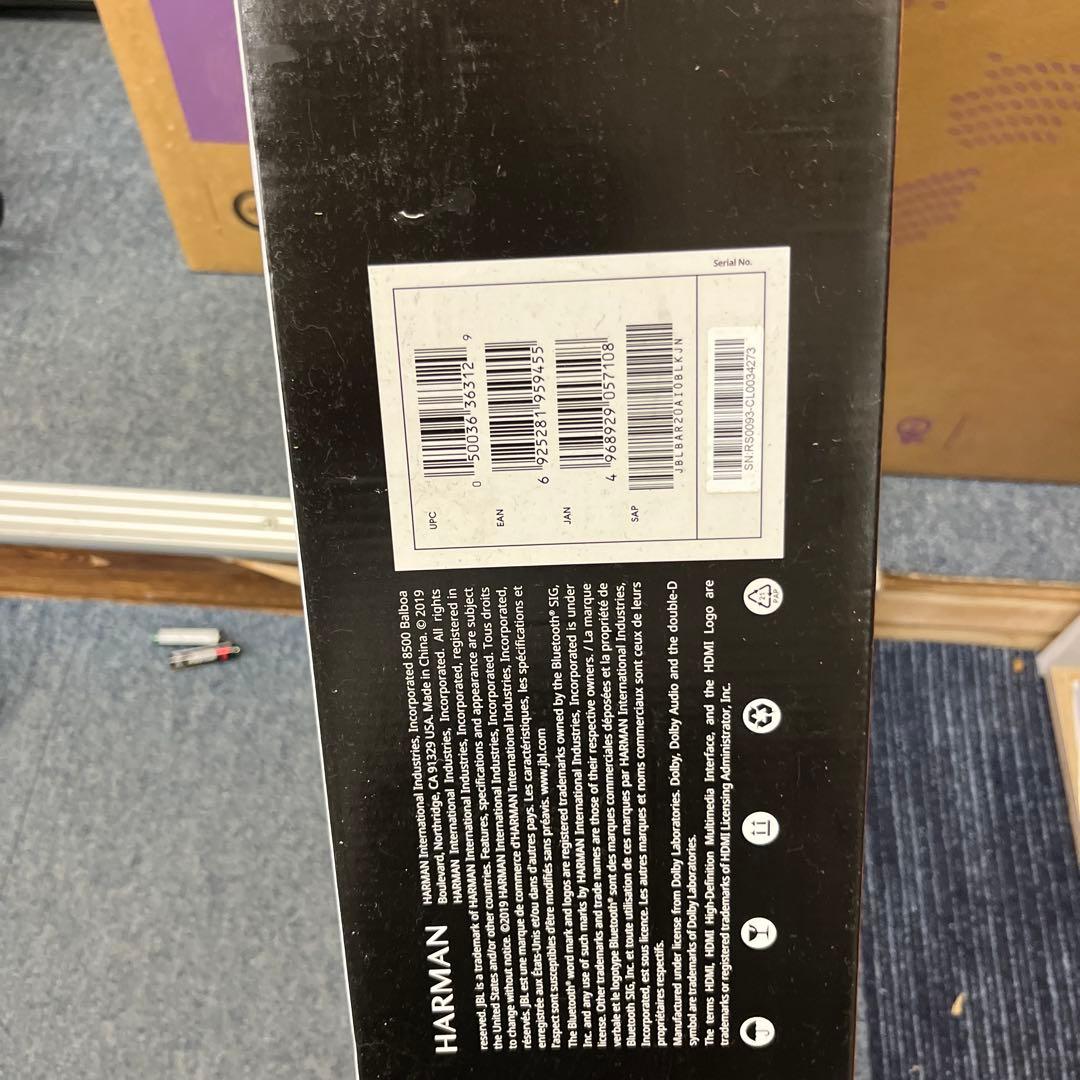 HARMAN
HARMAN International Industries, Incorporated 8500 Balboa
Boulevard, Northridge, CA 91329 USA. Made in China. © 2019
HARMAN International Industries, Incorporated. All rights
reserved. JBL is a trademark of HARMAN International Industries, Incorporated, registered in
the United States and/or other countries. Features, specifications and appearance are subject
to change without notice. ©2019 HARMAN International Industries, Incorporated. Tous droits
réservés. JBL est une marque de commerce d'HARMAN International Industries, Incorporated,
enregistrée aux États-Unis et/ou dans d'autres pays. Les caractéristiques, les spécifications et
l'aspect sont susceptibles d'être modifiés sans préavis. www.jbl.com
The Bluetooth® word mark and logos are registered trademarks owned by the Bluetooth® SIG,
Inc. and any use of such marks by HARMAN International Industries, Incorporated is under
license. Other trademarks and trade names are those of their respective owners. / La marque
verbale et le logotype Bluetooth® sont des marques commerciales déposées et la propriété de
Bluetooth SIG, Inc. et toute utilisation de ces marques par HARMAN International Industries,
Incorporated, est sous licence. Les autres marques et noms commerciaux sont ceux de leurs
propriétaires respectifs.
Manufactured under license from Dolby Laboratories. Dolby, Dolby Audio and the double-D
symbol are trademarks of Dolby Laboratories.
The terms HDMI, HDMI High-Definition Multimedia Interface, and the HDMI Logo are
trademarks or registered trademarks of HDMI Licensing Administrator, Inc.
21
PAP
UPC
0 50036 36312 9
EAN
6 925281 959455
JAN
4 968929 057108
SAP
JBLBAR20AIOBLKJN
Serial No.
SN:RS0093-CL0034273